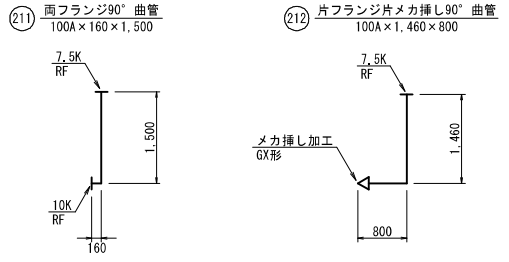 211 両フランジ90°曲管
100A×160×1,500
7.5K
RF
1,500
10K
RF
160
212 片フランジ片メカ挿し90°曲管
100A×1,460×800
7.5K
RF
メカ挿し加工
GX形
1,460
800